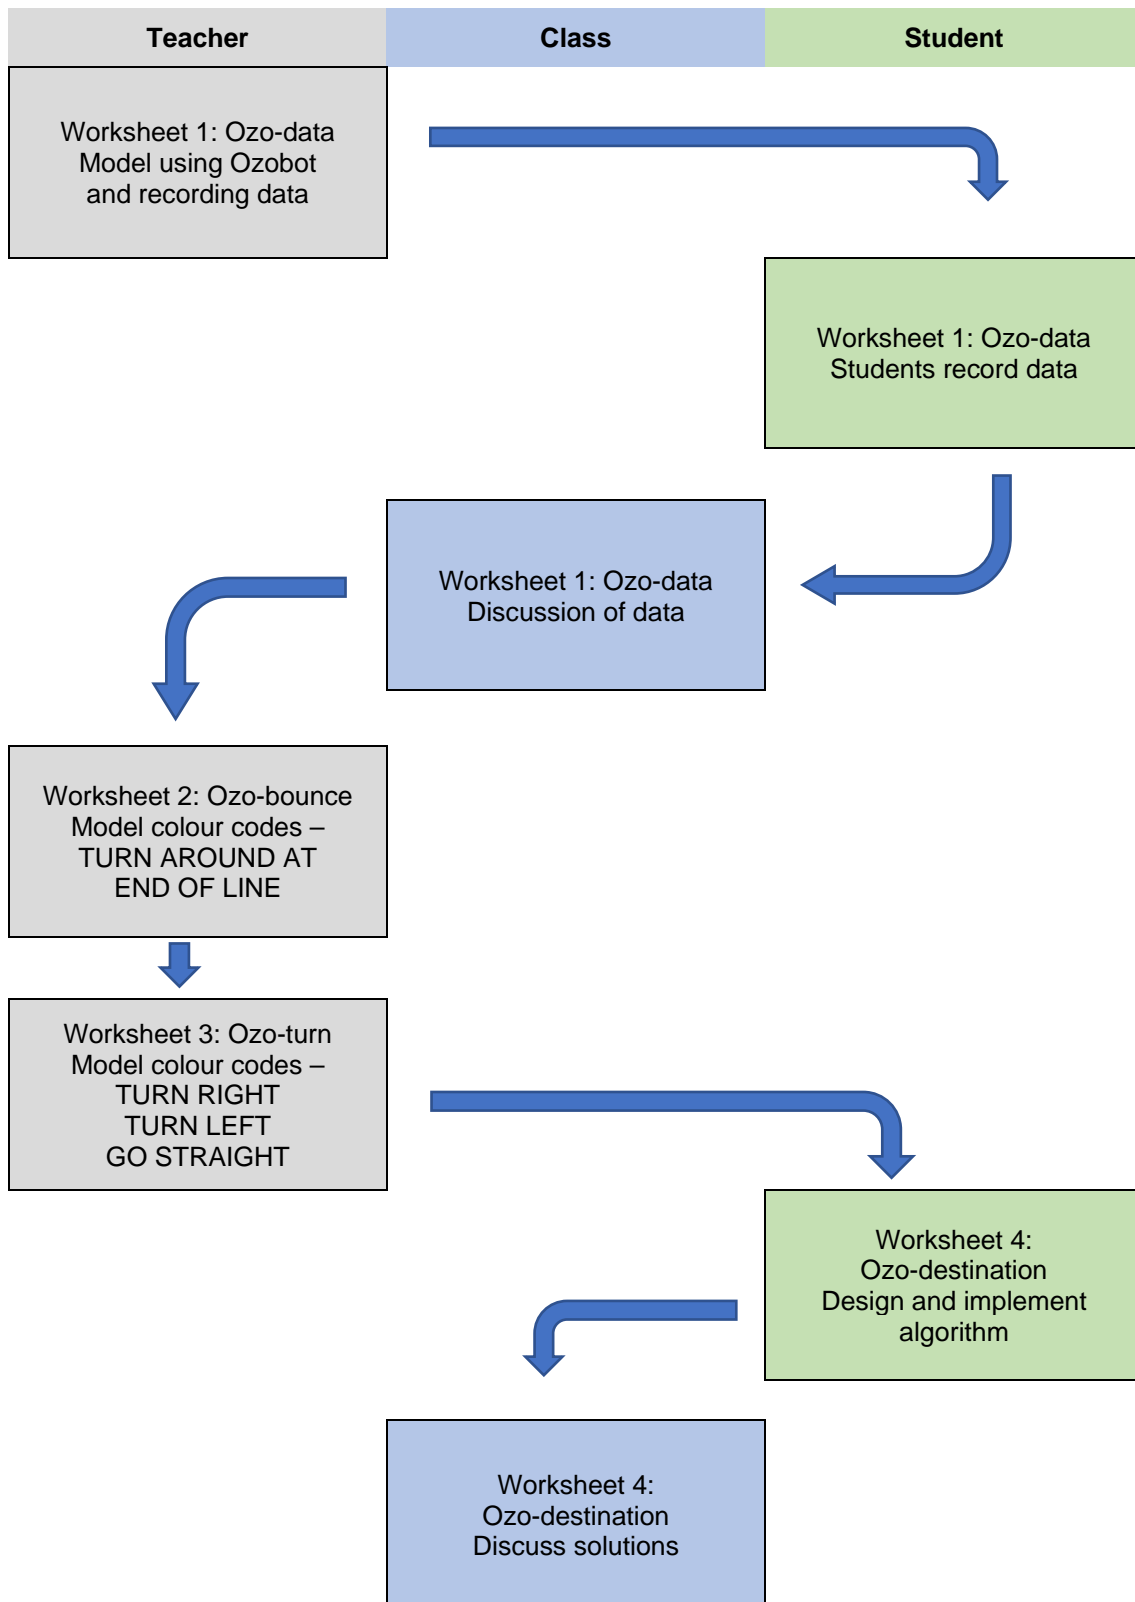 Teacher
Class
Student
Worksheet 1: Ozo-data
Model using Ozobot
and recording data
Worksheet 1: Ozo-data
Students record data
Worksheet 1: Ozo-data
Discussion of data
Worksheet 2: Ozo-bounce
Model colour codes –
TURN AROUND AT
END OF LINE
Worksheet 3: Ozo-turn
Model colour codes –
TURN RIGHT
TURN LEFT
GO STRAIGHT
Worksheet 4:
Ozo-destination
Design and implement
algorithm
Worksheet 4:
Ozo-destination
Discuss solutions